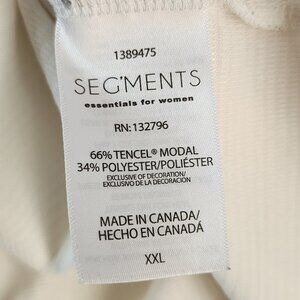 1389475
SEG'MENTS
essentials for women
RN: 132796
66% TENCEL® MODAL
34% POLYESTER/POLIÉSTER
EXCLUSIVE OF DECORATION/
EXCLUSIVO DE LA DECORACIÓN
MADE IN CANADA/
HECHO EN CANADÁ
XXL